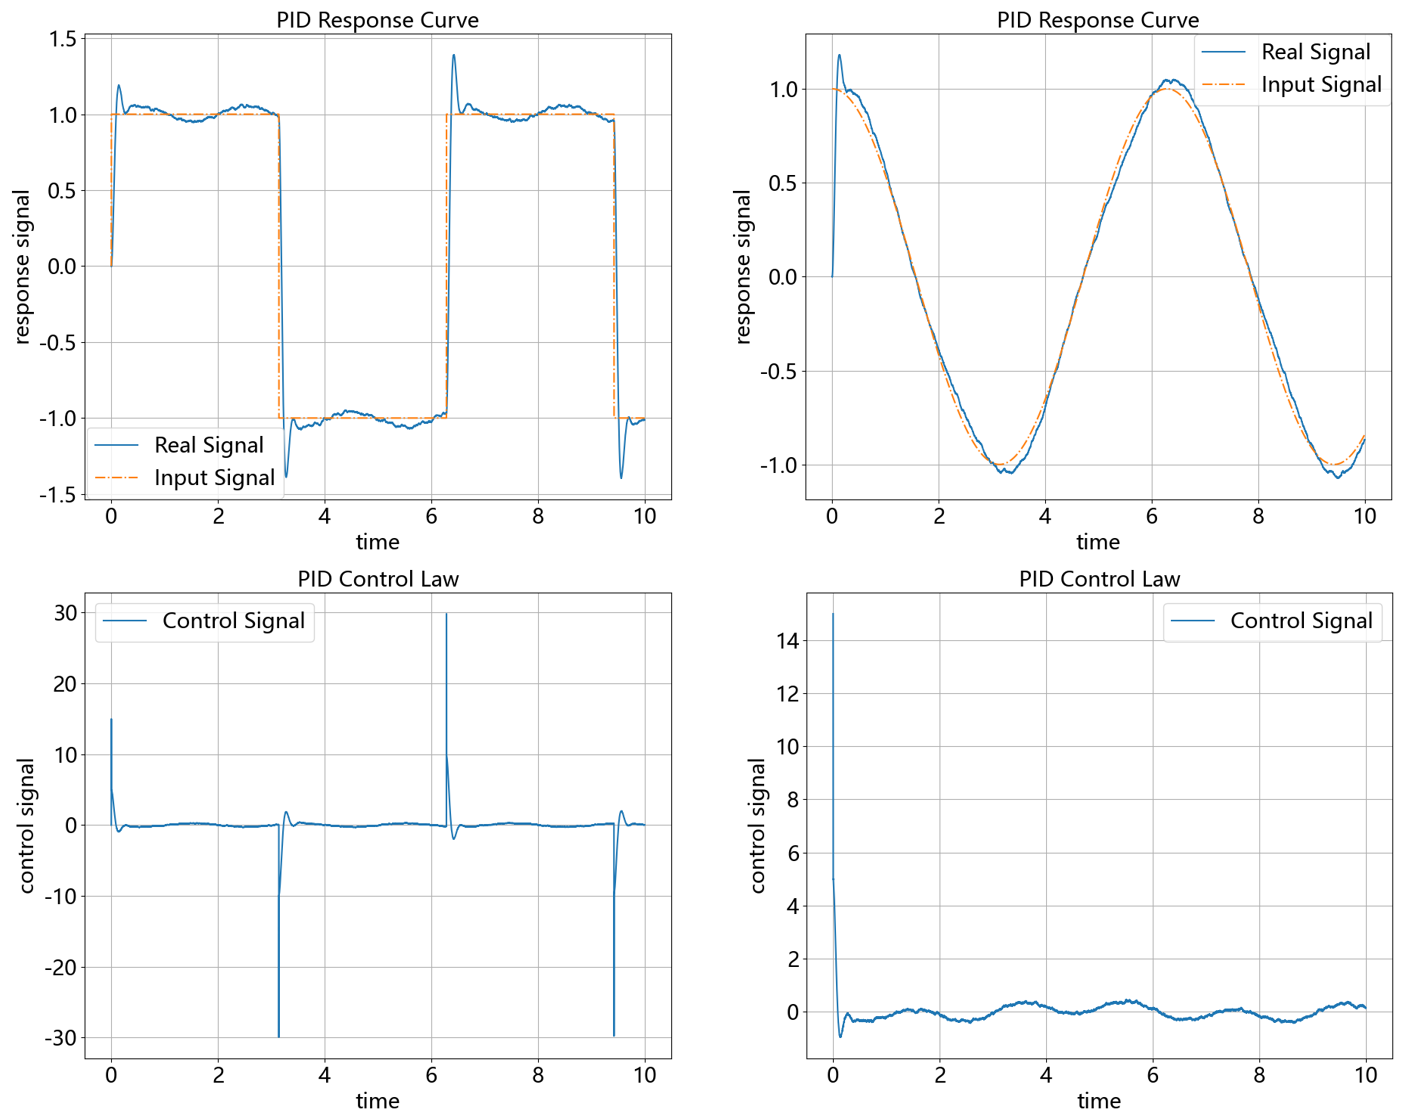 PID Response Curve
1.5
1.0
0.5
0.0
-0.5
-1.0
-1.5
response signal
Real Signal
Input Signal
0 2 4 6 8 10
time
PID Response Curve
1.0
0.5
0.0
-0.5
-1.0
response signal
Real Signal
Input Signal
0 2 4 6 8 10
time
PID Control Law
30
20
10
0
-10
-20
-30
control signal
Control Signal
0 2 4 6 8 10
time
PID Control Law
14
12
10
8
6
4
2
0
control signal
Control Signal
0 2 4 6 8 10
time